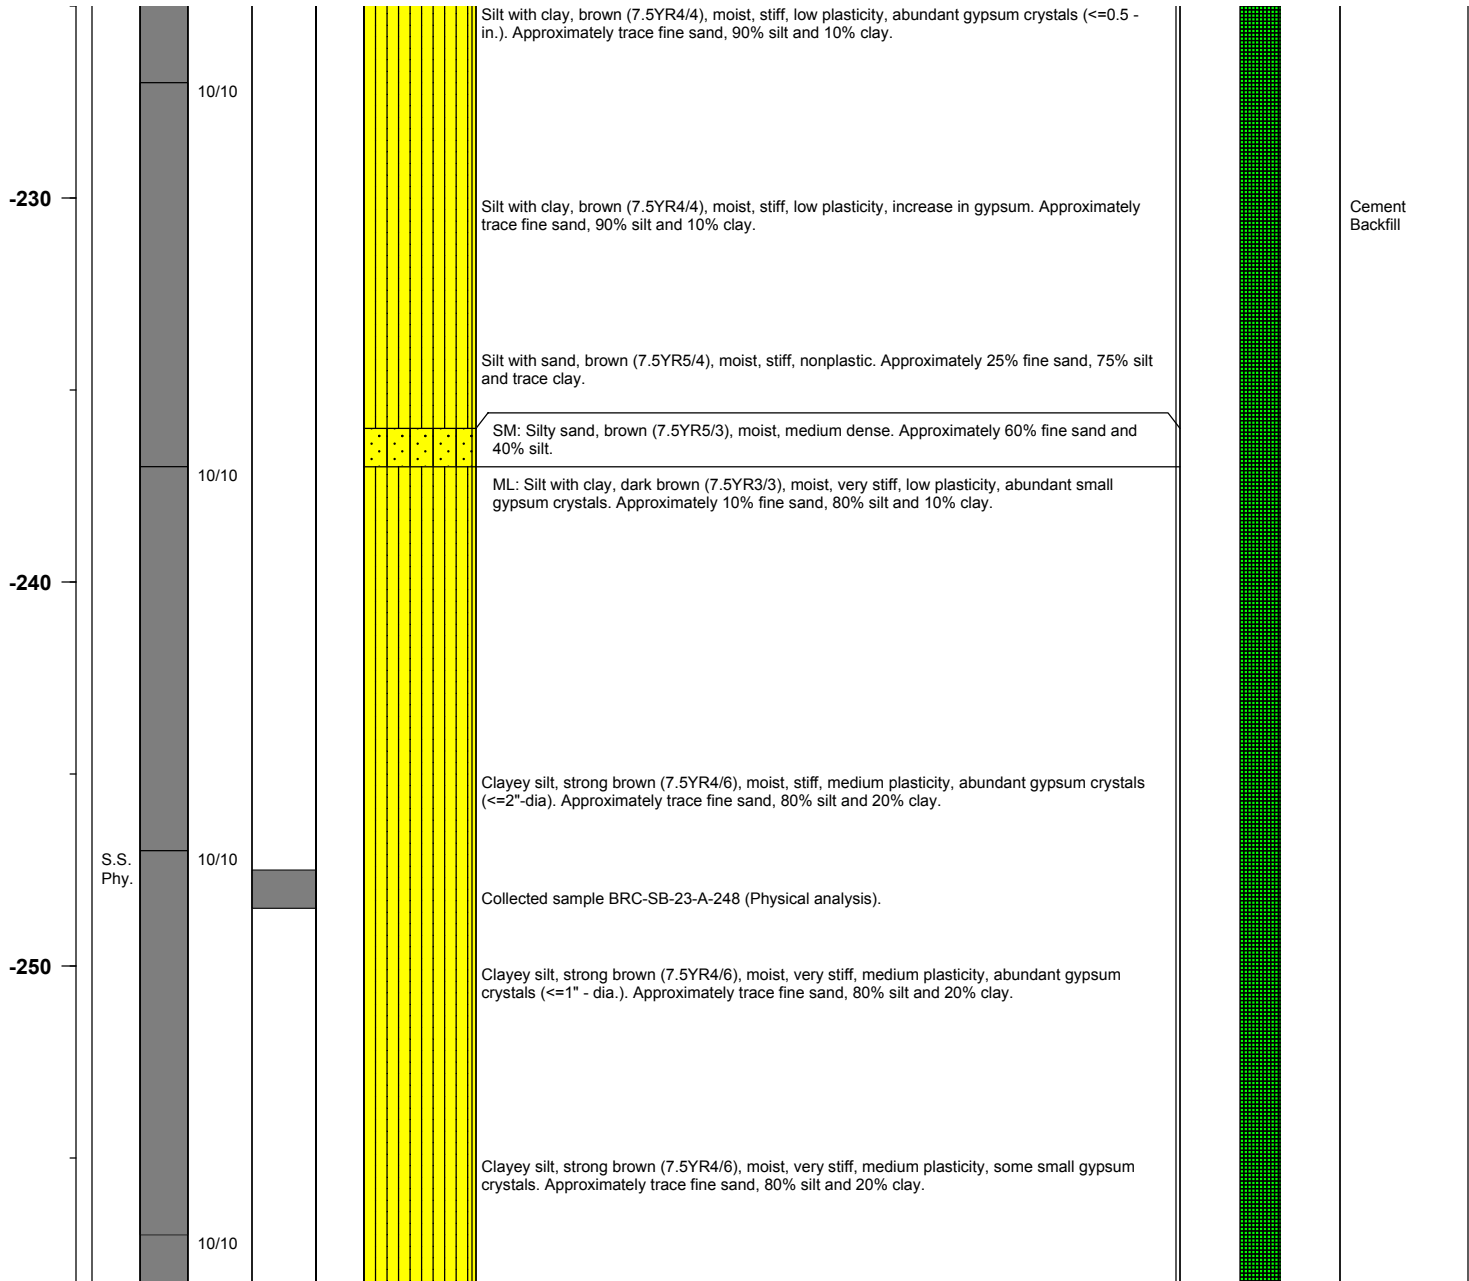 Silt with clay, brown (7.5YR4/4), moist, stiff, low plasticity, abundant gypsum crystals (<=0.5 -
in.). Approximately trace fine sand, 90% silt and 10% clay.
10/10
-230
Silt with clay, brown (7.5YR4/4), moist, stiff, low plasticity, increase in gypsum. Approximately
trace fine sand, 90% silt and 10% clay.
Cement
Backfill
Silt with sand, brown (7.5YR5/4), moist, stiff, nonplastic. Approximately 25% fine sand, 75% silt
and trace clay.
SM: Silty sand, brown (7.5YR5/3), moist, medium dense. Approximately 60% fine sand and
40% silt.
10/10
ML: Silt with clay, dark brown (7.5YR3/3), moist, very stiff, low plasticity, abundant small
gypsum crystals. Approximately 10% fine sand, 80% silt and 10% clay.
-240
Clayey silt, strong brown (7.5YR4/6), moist, stiff, medium plasticity, abundant gypsum crystals
(<=2"-dia). Approximately trace fine sand, 80% silt and 20% clay.
S.S.
Phy.
10/10
Collected sample BRC-SB-23-A-248 (Physical analysis).
-250
Clayey silt, strong brown (7.5YR4/6), moist, very stiff, medium plasticity, abundant gypsum
crystals (<=1" - dia.). Approximately trace fine sand, 80% silt and 20% clay.
Clayey silt, strong brown (7.5YR4/6), moist, very stiff, medium plasticity, some small gypsum
crystals. Approximately trace fine sand, 80% silt and 20% clay.
10/10